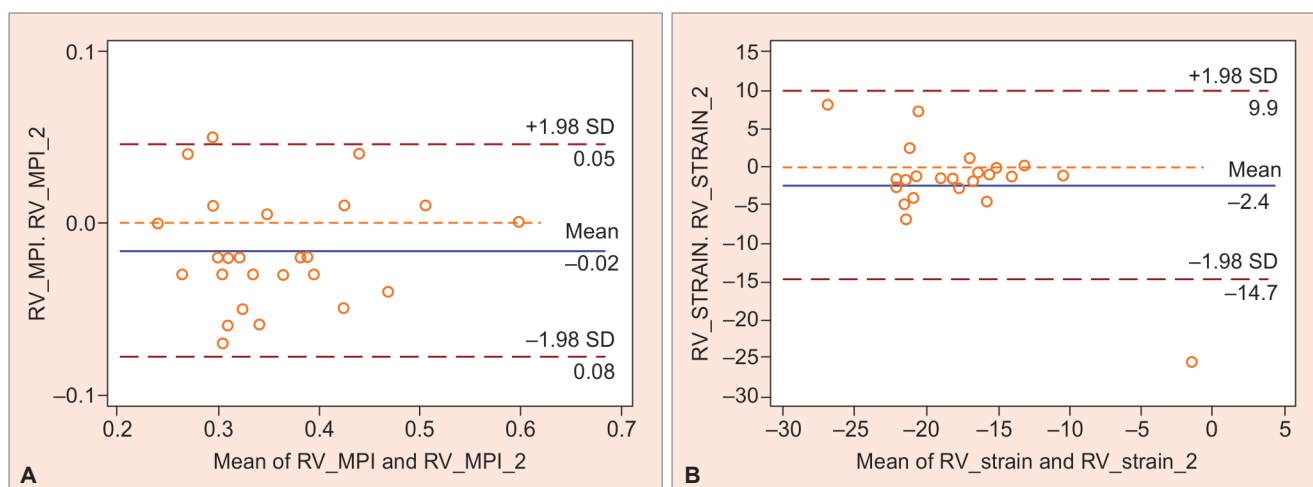 0.1
0.0
–0.1
RV_MPI. RV_MPI_2
+1.98 SD
0.05
Mean
–0.02
–1.98 SD
0.08
0.2 0.3 0.4 0.5 0.6 0.7
Mean of RV_MPI and RV_MPI_2
A
15
10
5
0
–5
–10
–15
–20
–25
–30
RV_STRAIN. RV_STRAIN_2
+1.98 SD
9.9
Mean
–2.4
–1.98 SD
–14.7
–30 –25 –20 –15 –10 –5 0 5
Mean of RV_strain and RV_strain_2
B